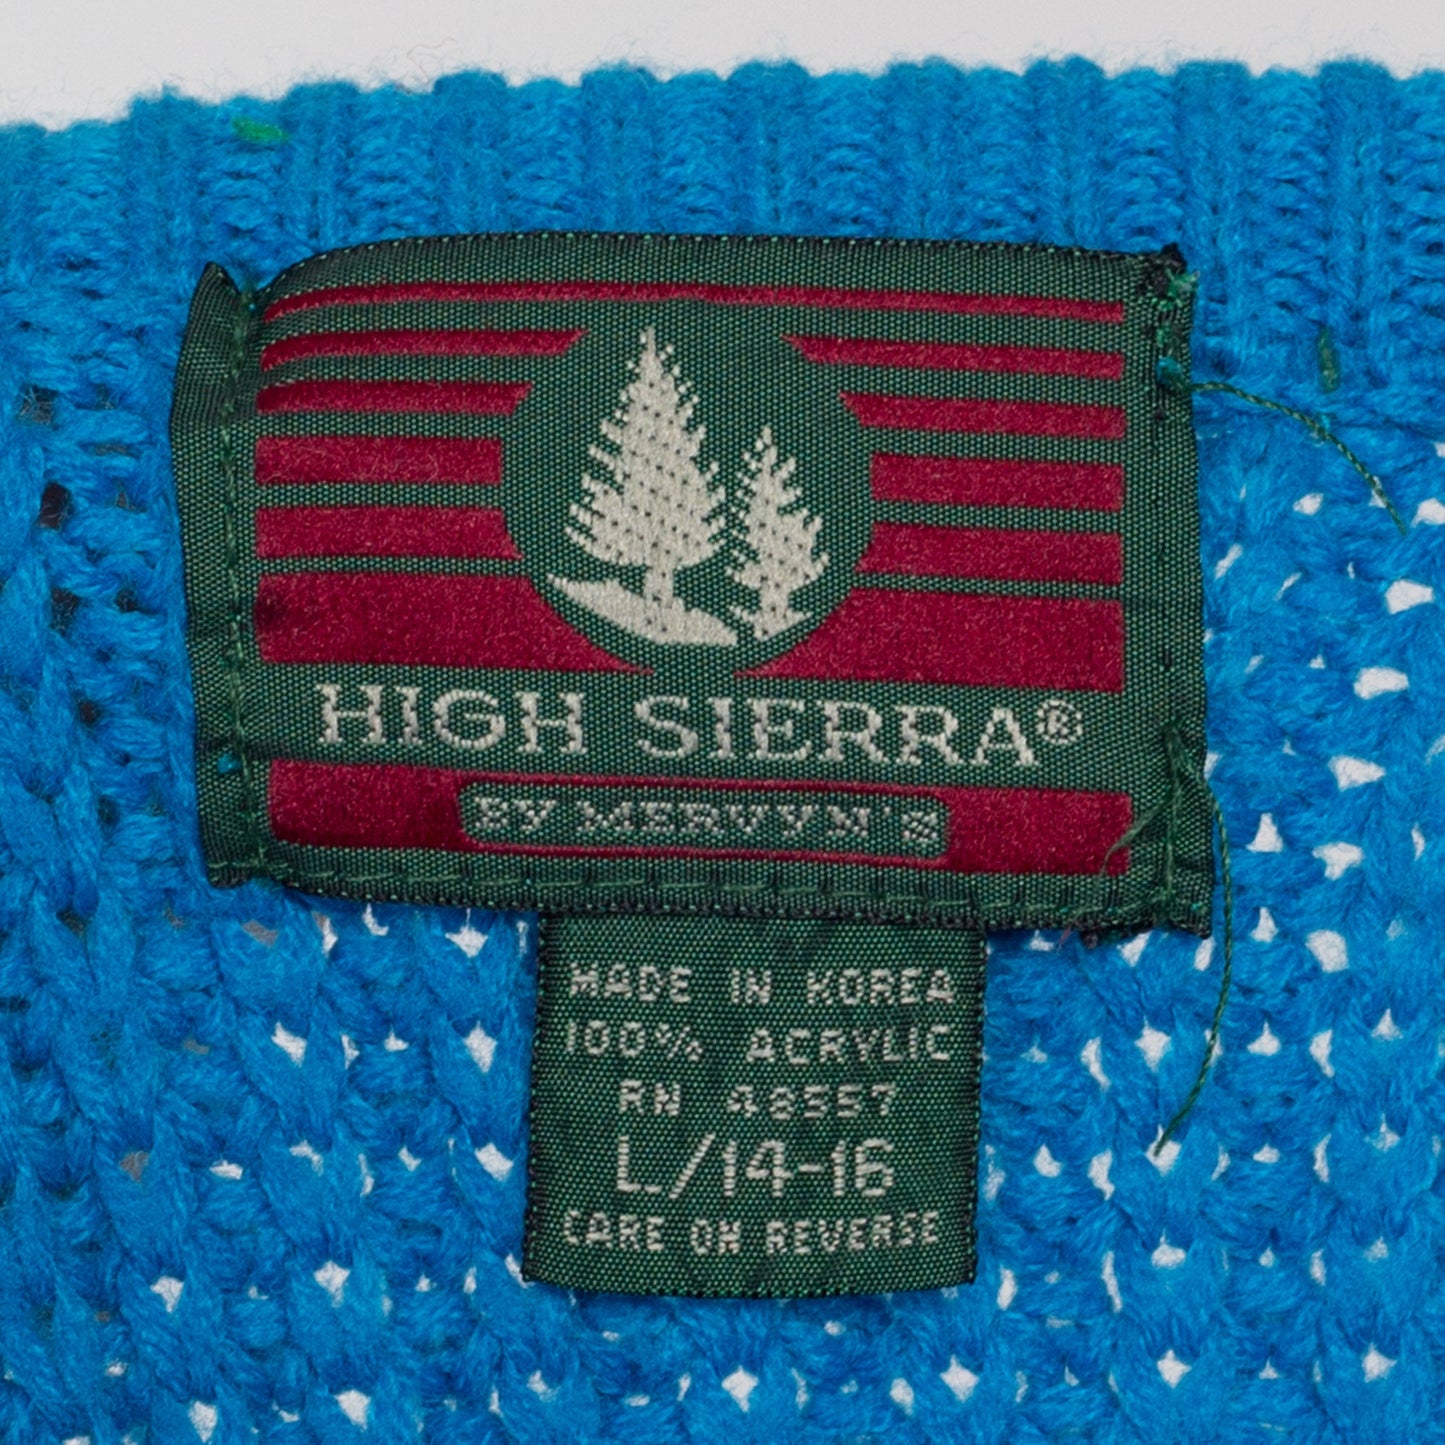 HIGH SIERRA®
BY MERVYN'S
MADE IN KOREA
100% ACRYLIC
RN 48557
L/14-16
CARE ON REVERSE